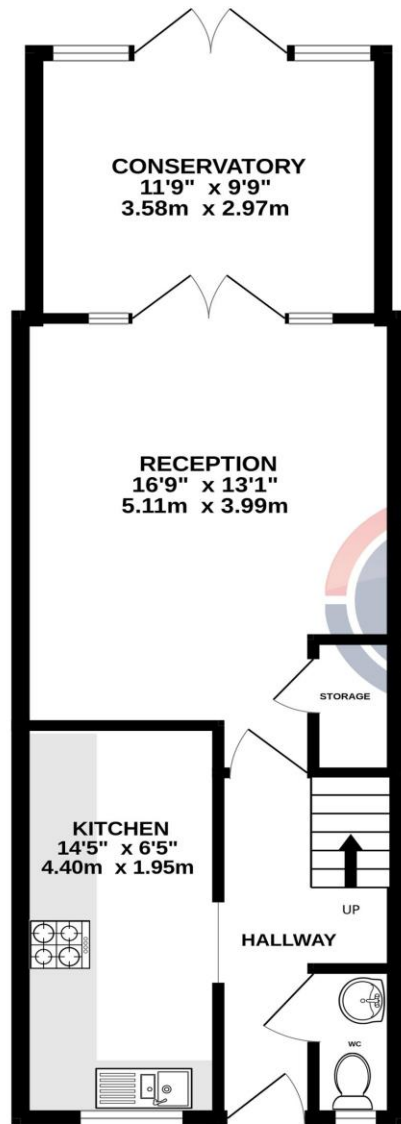 CONSERVATORY
11'9" x 9'9"
3.58m x 2.97m
RECEPTION
16'9" x 13'1"
5.11m x 3.99m
STORAGE
KITCHEN
14'5" x 6'5"
4.40m x 1.95m
UP
HALLWAY
WC